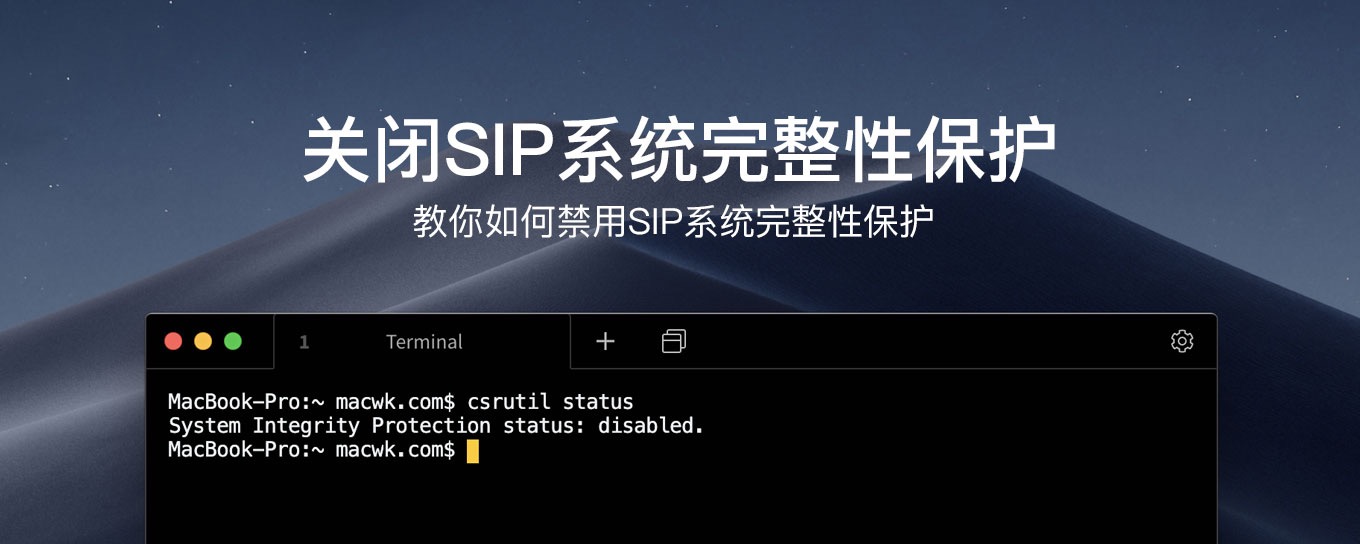 关闭SIP系统完整性保护
教你如何禁用SIP系统完整性保护
1 Terminal
MacBook-Pro:~ macwk.com$ csrutil status
System Integrity Protection status: disabled.
MacBook-Pro:~ macwk.com$